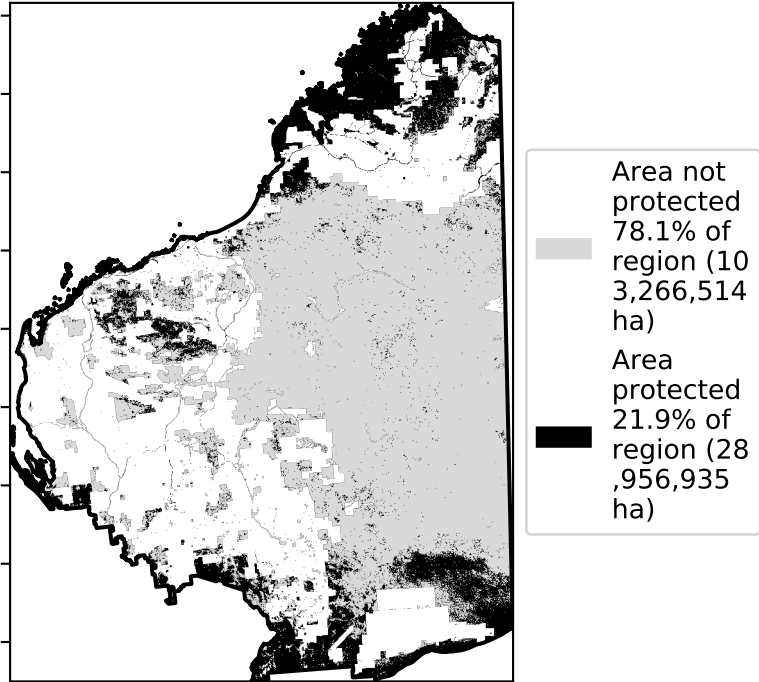 Area not
protected
78.1% of
region (10
3,266,514
ha)
Area
protected
21.9% of
region (28
,956,935
ha)